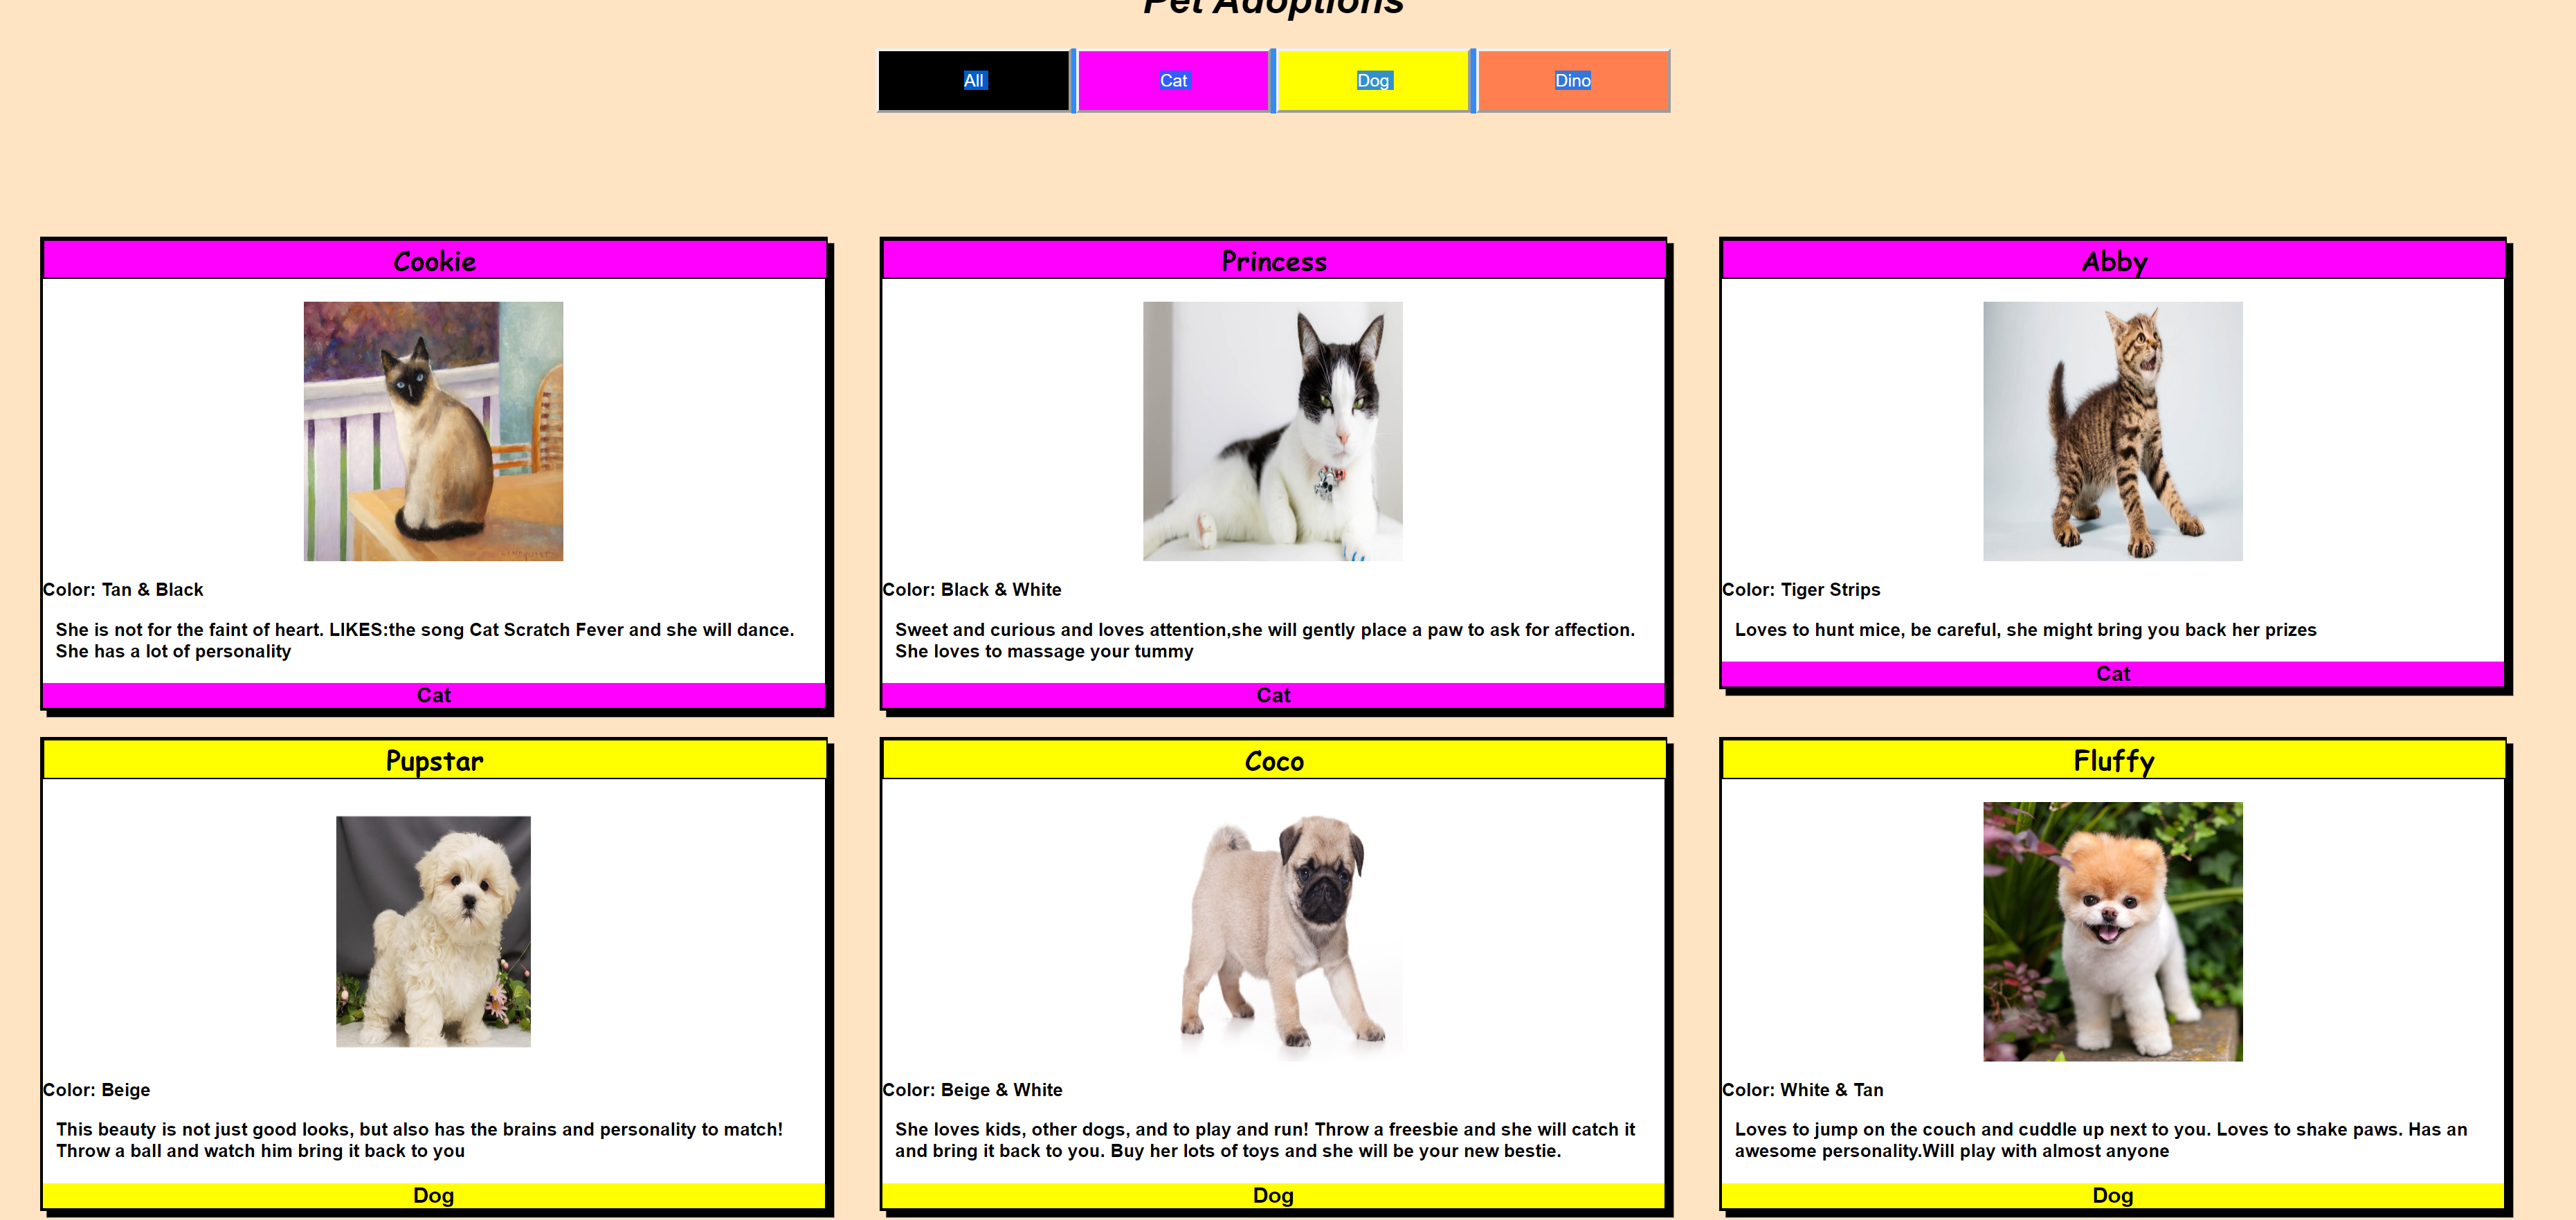 Pet Adoptions
All Cat Dog Dino
Cookie
Princess
Abby
Color: Tan & Black
She is not for the faint of heart. LIKES:the song Cat Scratch Fever and she will dance.
She has a lot of personality
Cat
Color: Black & White
Sweet and curious and loves attention,she will gently place a paw to ask for affection.
She loves to massage your tummy
Cat
Color: Tiger Strips
Loves to hunt mice, be careful, she might bring you back her prizes
Cat
Pupstar
Coco
Fluffy
Color: Beige
This beauty is not just good looks, but also has the brains and personality to match!
Throw a ball and watch him bring it back to you
Dog
Color: Beige & White
She loves kids, other dogs, and to play and run! Throw a freesbie and she will catch it
and bring it back to you. Buy her lots of toys and she will be your new bestie.
Dog
Color: White & Tan
Loves to jump on the couch and cuddle up next to you. Loves to shake paws. Has an
awesome personality.Will play with almost anyone
Dog